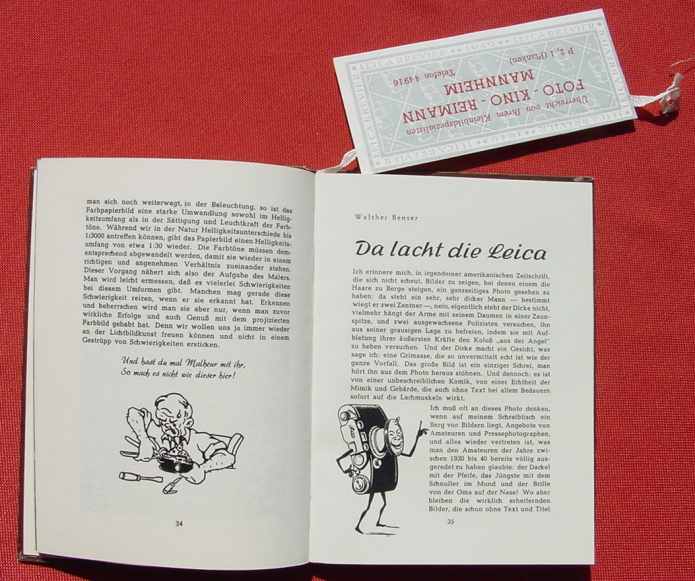 man sich noch weiterwagt, in der Beleuchtung, so ist das
Farbpapierbild eine starke Umwandlung sowohl im Hellig-
keitsumfang als in der Sättigung und Leuchtkraft der Farb-
töne. Während wir in der Natur Helligkeitsunterschiede bis
1:3000 antreffen können, gibt das Papierbild einen Helligkeits-
umfang von etwa 1:30 wieder. Die Farbtöne müssen dem-
entsprechend abgewandelt werden, damit sie wieder in einem
richtigen und angenehmen Verhältnis zueinander stehen.
Dieser Vorgang nähert sich also der Aufgabe des Malers.
Man wird leicht ermessen, daß es vielerlei Schwierigkeiten
bei diesem Umformen gibt. Manchen mag gerade diese
Schwierigkeit reizen, wenn er sie erkannt hat. Erkennen
und beherrschen wird man sie aber nur, wenn man zuvor
wirkliche Erfolge und auch Genuß mit dem projizierten
Farbbild gehabt hat. Denn wir wollen uns ja immer wieder
an der Lichtbildkunst freuen können und nicht in einem
Gestrüpp von Schwierigkeiten ersticken.
Und hast du mal Malheur mit ihr,
So mach es nicht wie dieser hier!
34
Walther Benser
Da lacht die Leica
Ich erinnere mich, in irgendeiner amerikanischen Zeitschrift,
die sich nicht scheut, Bilder zu zeigen, bei denen einem die
Haare zu Berge steigen, ein ganzseitiges Photo gesehen zu
haben: da steht ein sehr, sehr dicker Mann — bestimmt
wiegt er zwei Zentner —, nein, eigentlich steht der Dicke nicht,
vielmehr hängt der Arme mit seinem Daumen in einer Zaun-
spitze, und zwei ausgewachsene Polizisten versuchen, ihn
aus seiner grausigen Lage zu befreien, indem sie mit Auf-
bietung ihrer äußersten Kräfte den Koloß „aus der Angel"
zu heben versuchen. Und der Dicke macht ein Gesicht, was
sage ich: eine Grimasse, die so unvermittelt echt ist wie der
ganze Vorfall. Das große Bild ist ein einziger Schrei, man
hört ihn aus dem Photo heraus stöhnen. Und dennoch: es ist
von einer unbeschreiblichen Komik, von einer Echtheit der
Mimik und Gebärde, die auch ohne Text bei allem Bedauern
sofort auf die Lachmuskeln wirkt.
Ich muß oft an dieses Photo denken,
wenn auf meinem Schreibtisch ein
Berg von Bildern liegt, Angebote von
Amateuren und Pressephotographen,
und alles wieder vertreten ist, was
man den Amateuren der Jahre zwi-
schen 1930 bis 40 bereits völlig aus-
geredet zu haben glaubte: der Dackel
mit der Pfeife, das Jüngste mit dem
Schnuller im Mund und der Brille
von der Oma auf der Nase! Wo aber
bleiben die wirklich erheiternden
Bilder, die schon ohne Text und Titel
35
Überreicht von Ihrem Kleinbildspezialisten
FOTO - KINO - REIMANN
MANNHEIM
P 2, 1 (Planken) Telefon 44916